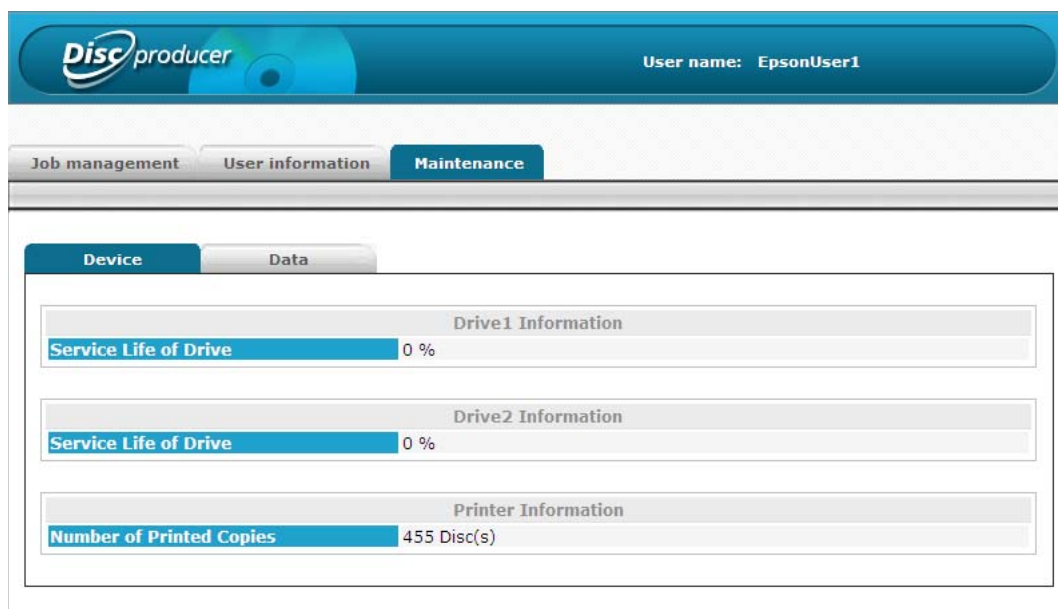 Disc producer
User name: EpsonUser1
Job management User information Maintenance
Device Data
Drive1 Information
Service Life of Drive 0 %
Drive2 Information
Service Life of Drive 0 %
Printer Information
Number of Printed Copies 455 Disc(s)